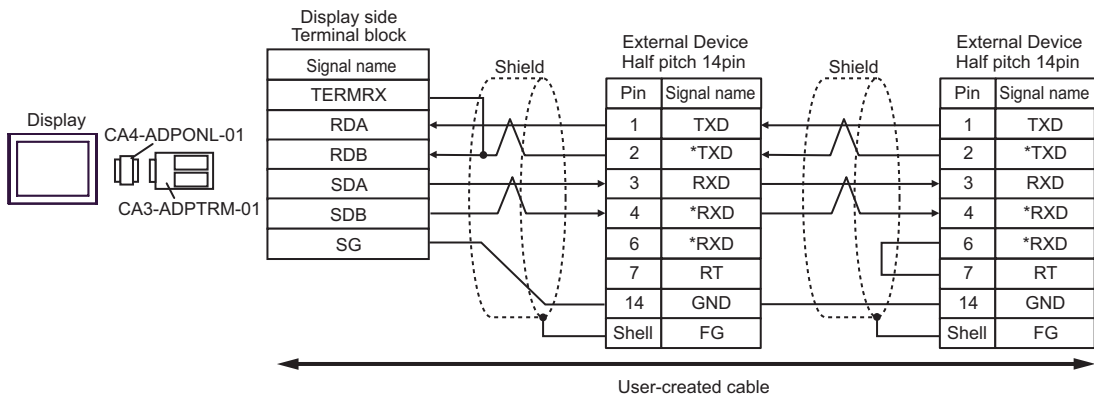 Display
CA4-ADPONL-01
CA3-ADPTRM-01
Display side
Terminal block
Signal name
TERMRX
RDA
RDB
SDA
SDB
SG
Shield
External Device
Half pitch 14pin
Pin Signal name
1 TXD
2 *TXD
3 RXD
4 *RXD
6 *RXD
7 RT
14 GND
Shell FG
Shield
External Device
Half pitch 14pin
Pin Signal name
1 TXD
2 *TXD
3 RXD
4 *RXD
6 *RXD
7 RT
14 GND
Shell FG
User-created cable